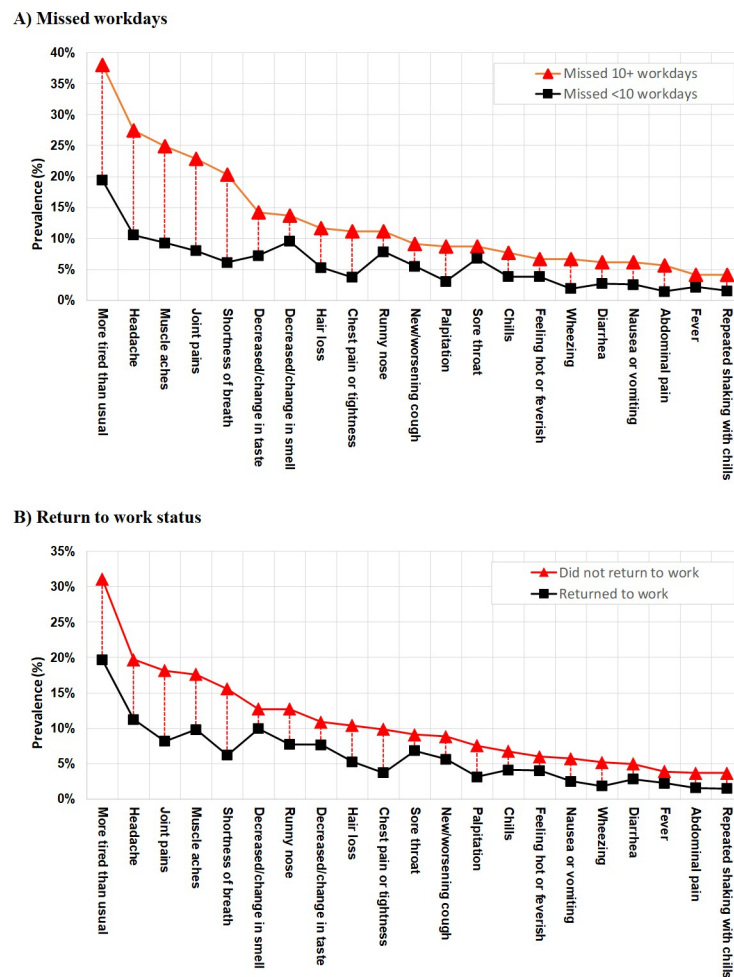 A) Missed workdays
40%
35%
30%
25%
20%
15%
10%
5%
0%
Prevalence (%)
Missed 10+ workdays
Missed <10 workdays
More tired than usual
Headache
Muscle aches
Joint pains
Shortness of breath
Decreased/change in taste
Decreased/change in smell
Hair loss
Chest pain or tightness
Runny nose
New/worsening cough
Palpitation
Sore throat
Chills
Feeling hot or feverish
Wheezing
Diarrhea
Nausea or vomiting
Abdominal pain
Fever
Repeated shaking with chills
B) Return to work status
35%
30%
25%
20%
15%
10%
5%
0%
Prevalence (%)
Did not return to work
Returned to work
More tired than usual
Headache
Joint pains
Muscle aches
Shortness of breath
Decreased/change in smell
Runny nose
Decreased/change in taste
Hair loss
Chest pain or tightness
Sore throat
New/worsening cough
Palpitation
Chills
Feeling hot or feverish
Nausea or vomiting
Wheezing
Diarrhea
Fever
Abdominal pain
Repeated shaking with chills